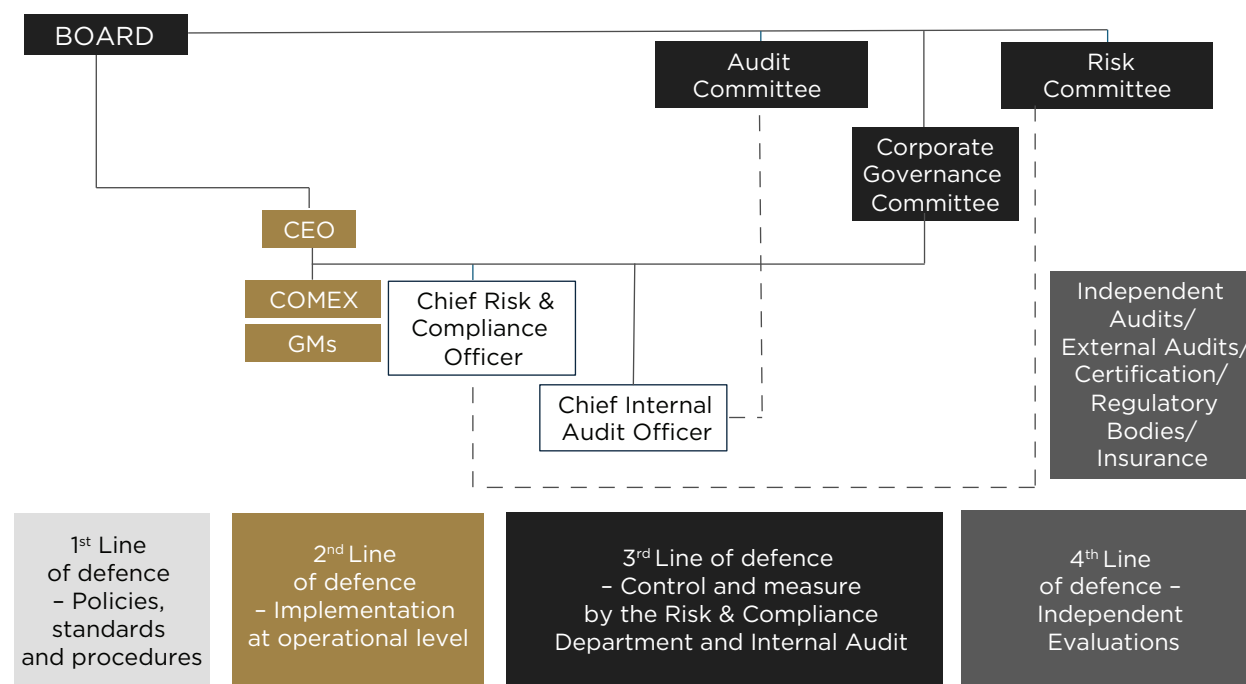 BOARD
Audit
Committee
Risk
Committee
Corporate
Governance
Committee
CEO
COMEX
GMs
Chief Risk &
Compliance
Officer
Chief Internal
Audit Officer
Independent
Audits/
External Audits/
Certification/
Regulatory
Bodies/
Insurance
1st Line
of defence
– Policies,
standards
and procedures
2nd Line
of defence
– Implementation
at operational level
3rd Line of defence
– Control and measure
by the Risk & Compliance
Department and Internal Audit
4th Line
of defence –
Independent
Evaluations